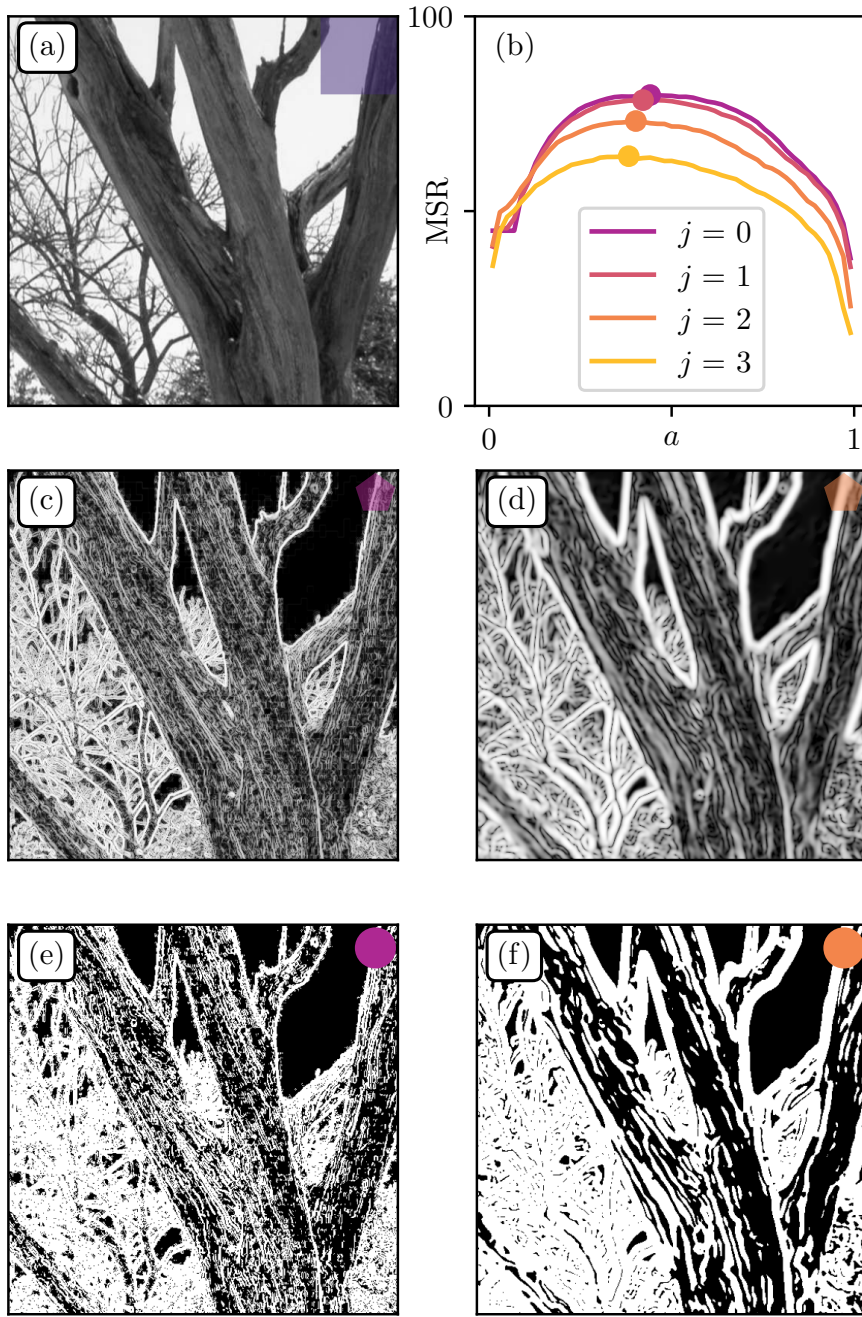 (a)
100
(b)
MSR
j = 0
j = 1
j = 2
j = 3
0
0
a
1
(c)
(d)
(e)
(f)